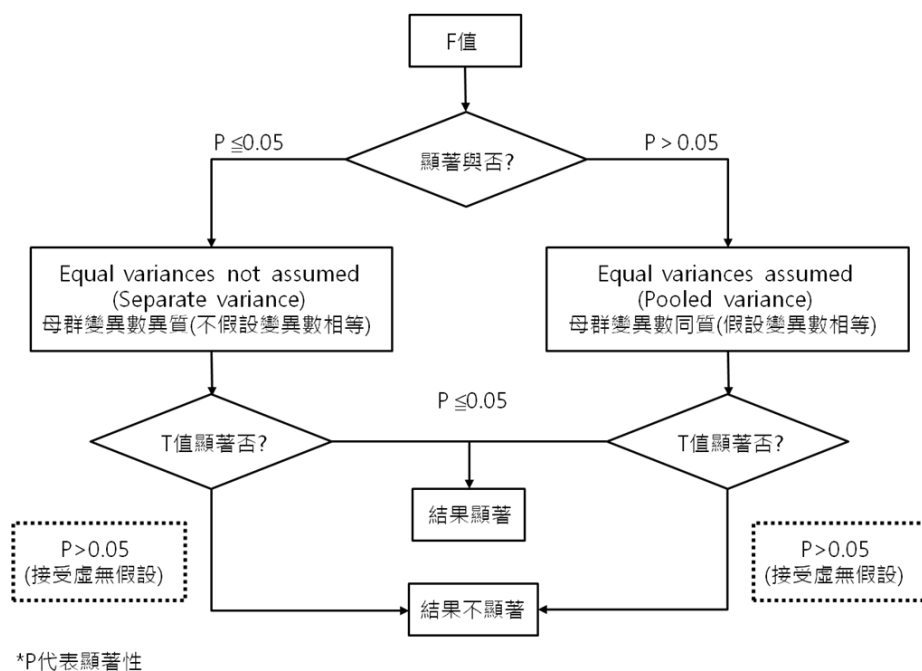 F值
P ≦0.05
顯著與否?
P > 0.05
Equal variances not assumed
(Separate variance)
母群變異數異質(不假設變異數相等)
Equal variances assumed
(Pooled variance)
母群變異數同質(假設變異數相等)
P ≦0.05
T值顯著否?
T值顯著否?
結果顯著
P>0.05
(接受虛無假設)
P>0.05
(接受虛無假設)
結果不顯著
*P代表顯著性